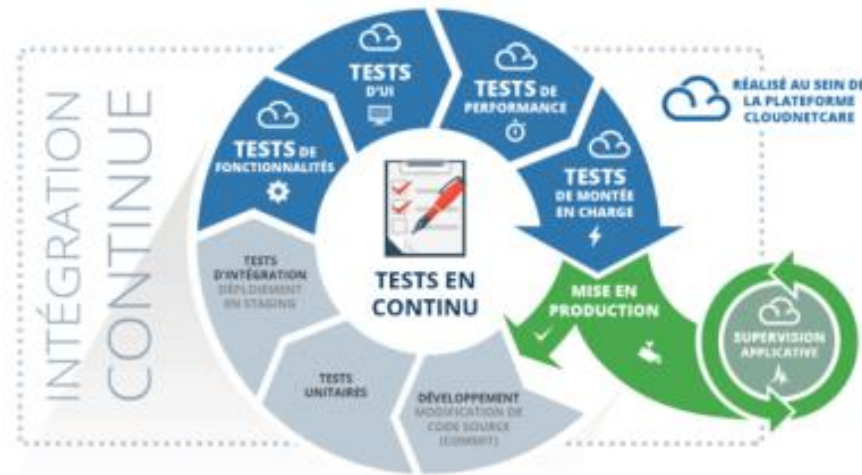 INTÉGRATION
CONTINUE
TESTS
D'UI
TESTS DE
PERFORMANCE
RÉALISÉ AU SEIN DE
LA PLATEFORME
CLOUDNETCARE
TESTS DE
FONCTIONNALITÉS
TESTS
DE MONTÉE
EN CHARGE
TESTS
D'INTÉGRATION
DÉPLOIEMENT
EN STAGING
TESTS EN
CONTINU
MISE EN
PRODUCTION
SUPERVISION
APPLICATIVE
TESTS
UNITAIRES
DÉVELOPPEMENT
MODIFICATION DE
CODE SOURCE
(COMMIT)